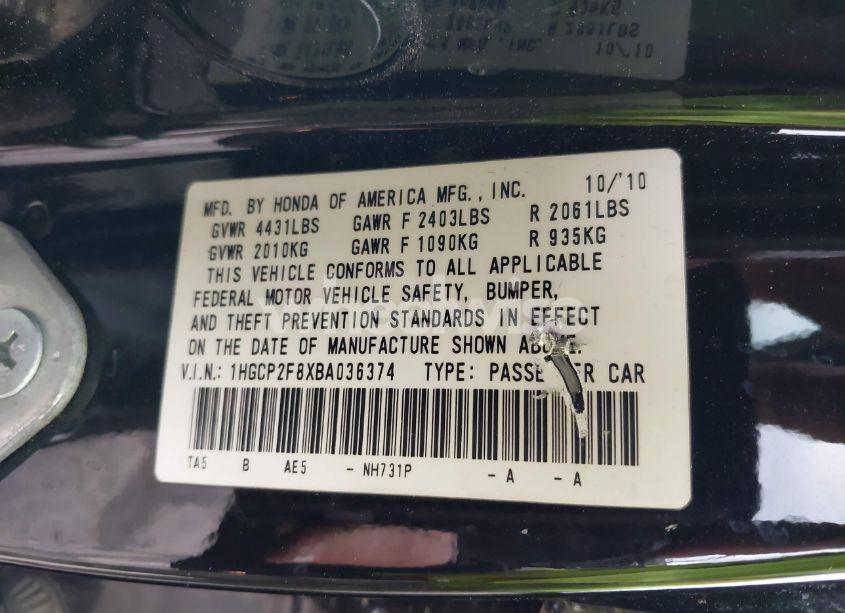 MFD. BY HONDA OF AMERICA MFG., INC. 10/'10
GVWR 4431LBS GAWR F 2403LBS R 2061LBS
GVWR 2010KG GAWR F 1090KG R 935KG
THIS VEHICLE CONFORMS TO ALL APPLICABLE
FEDERAL MOTOR VEHICLE SAFETY, BUMPER,
AND THEFT PREVENTION STANDARDS IN EFFECT
ON THE DATE OF MANUFACTURE SHOWN
V.I.N.: 1HGCP2F8XBA036374 TYPE: CAR
TA5 B AE5 - NH731P - A - A